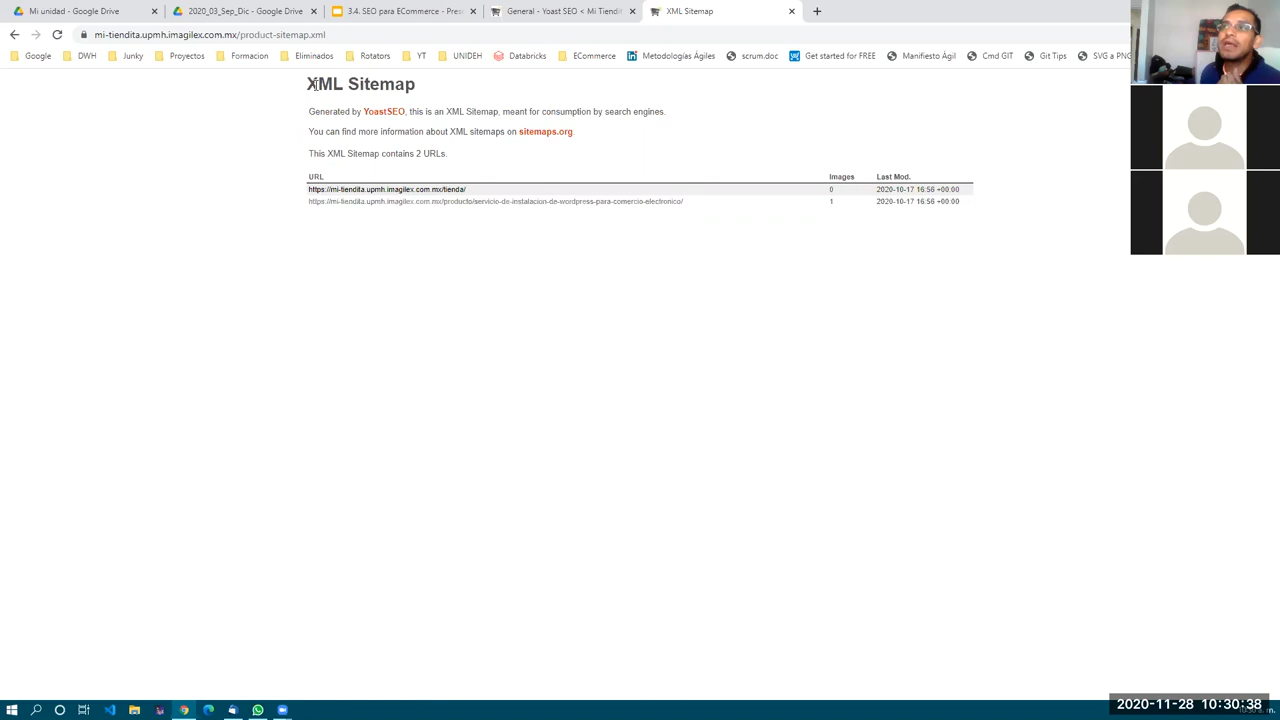 Mi unidad - Google Drive
2020_03_Sep_Dic - Google Drive
3.4. SEO para ECommerce - Pres
General - Yoast SEO < Mi Tiendit
XML Sitemap
mi-tiendita.upmh.imagilex.com.mx/product-sitemap.xml
Google
DWH
Junky
Proyectos
Formacion
Eliminados
Rotators
YT
UNIDEH
Databricks
ECommerce
Metodologías Ágiles
scrum.doc
Get started for FREE
Manifiesto Ágil
Cmd GIT
Git Tips
SVG a PNG
XML Sitemap
Generated by YoastSEO, this is an XML Sitemap, meant for consumption by search engines.
You can find more information about XML sitemaps on sitemaps.org.
This XML Sitemap contains 2 URLs.
URL Images Last Mod.
https://mi-tiendita.upmh.imagilex.com.mx/tienda/ 0 2020-10-17 16:56 +00:00
https://mi-tiendita.upmh.imagilex.com.mx/producto/servicio-de-instalacion-de-wordpress-para-comercio-electronico/ 1 2020-10-17 16:56 +00:00
2020-11-28 10:30:38